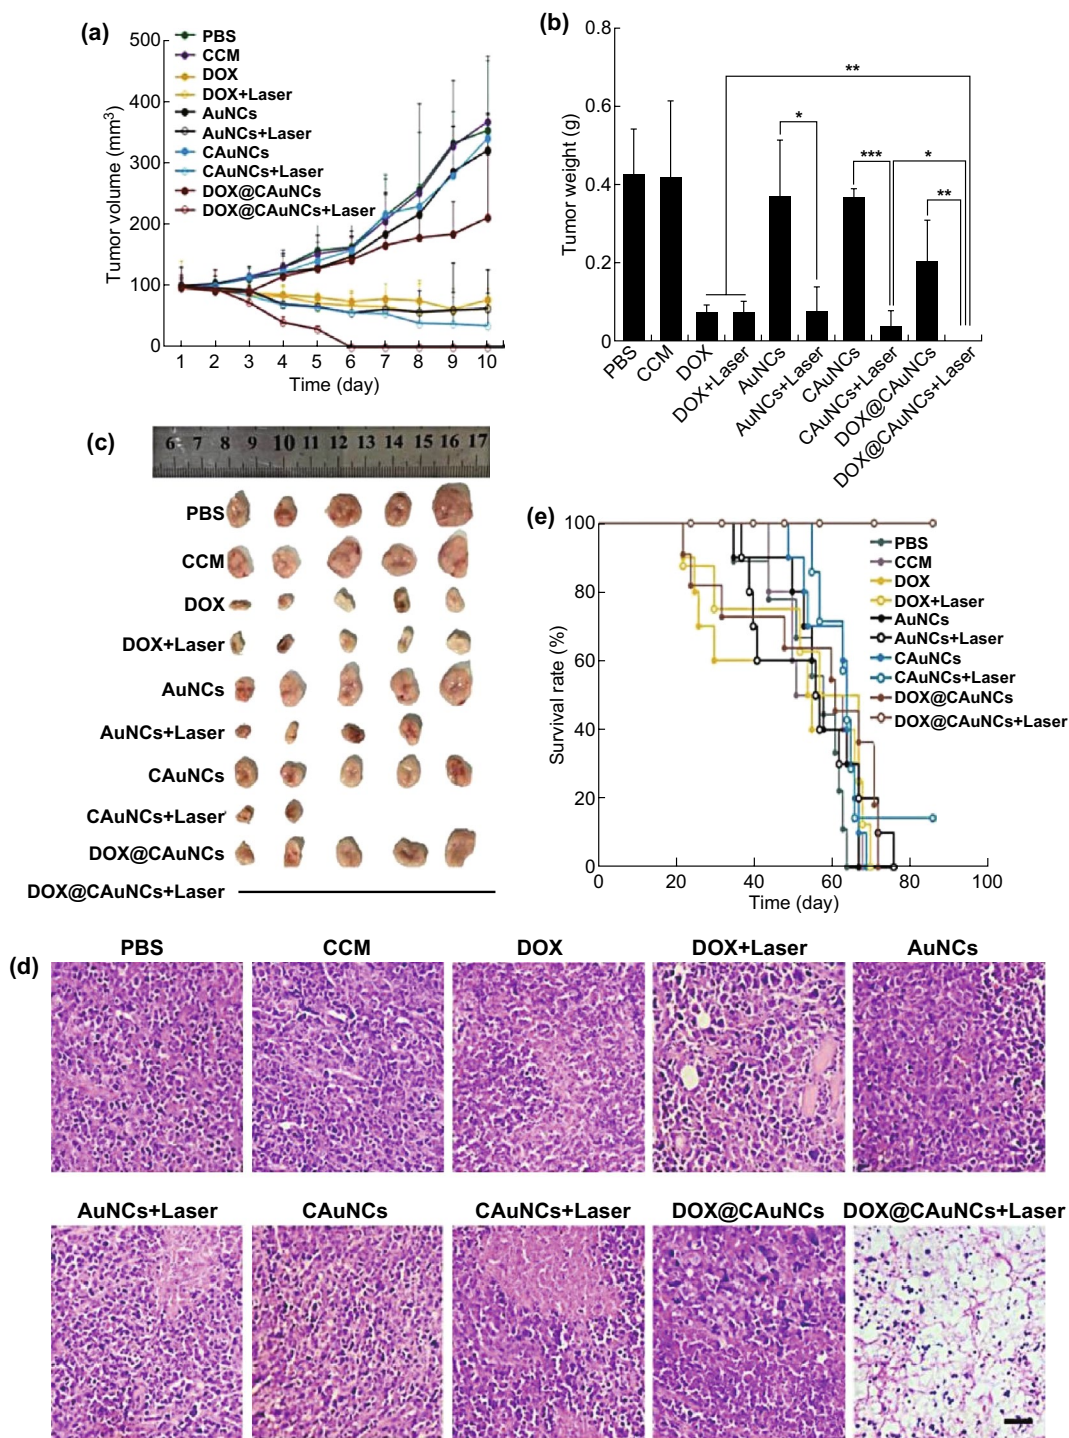 (a)
500
400
300
200
100
0
Tumor volume (mm³)
PBS
CCM
DOX
DOX+Laser
AuNCs
AuNCs+Laser
CAuNCs
CAuNCs+Laser
DOX@CAuNCs
DOX@CAuNCs+Laser
1 2 3 4 5 6 7 8 9 10
Time (day)
(b)
0.8
0.6
0.4
0.2
0
Tumor weight (g)
**
*
***
*
**
PBS
CCM
DOX
DOX+Laser
AuNCs
AuNCs+Laser
CAuNCs
CAuNCs+Laser
DOX@CAuNCs
DOX@CAuNCs+Laser
(c)
6 7 8 9 10 11 12 13 14 15 16 17
PBS
CCM
DOX
DOX+Laser
AuNCs
AuNCs+Laser
CAuNCs
CAuNCs+Laser
DOX@CAuNCs
DOX@CAuNCs+Laser
(e)
100
80
60
40
20
0
Survival rate (%)
PBS
CCM
DOX
DOX+Laser
AuNCs
AuNCs+Laser
CAuNCs
CAuNCs+Laser
DOX@CAuNCs
DOX@CAuNCs+Laser
0 20 40 60 80 100
Time (day)
(d)
PBS CCM DOX DOX+Laser AuNCs
AuNCs+Laser CAuNCs CAuNCs+Laser DOX@CAuNCs DOX@CAuNCs+Laser